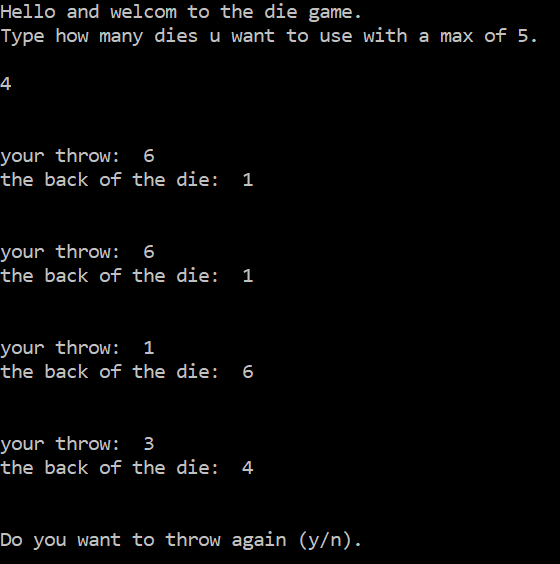 Hello and welcom to the die game.
Type how many dies u want to use with a max of 5.
4
your throw:  6
the back of the die:  1
your throw:  6
the back of the die:  1
your throw:  1
the back of the die:  6
your throw:  3
the back of the die:  4
Do you want to throw again (y/n).